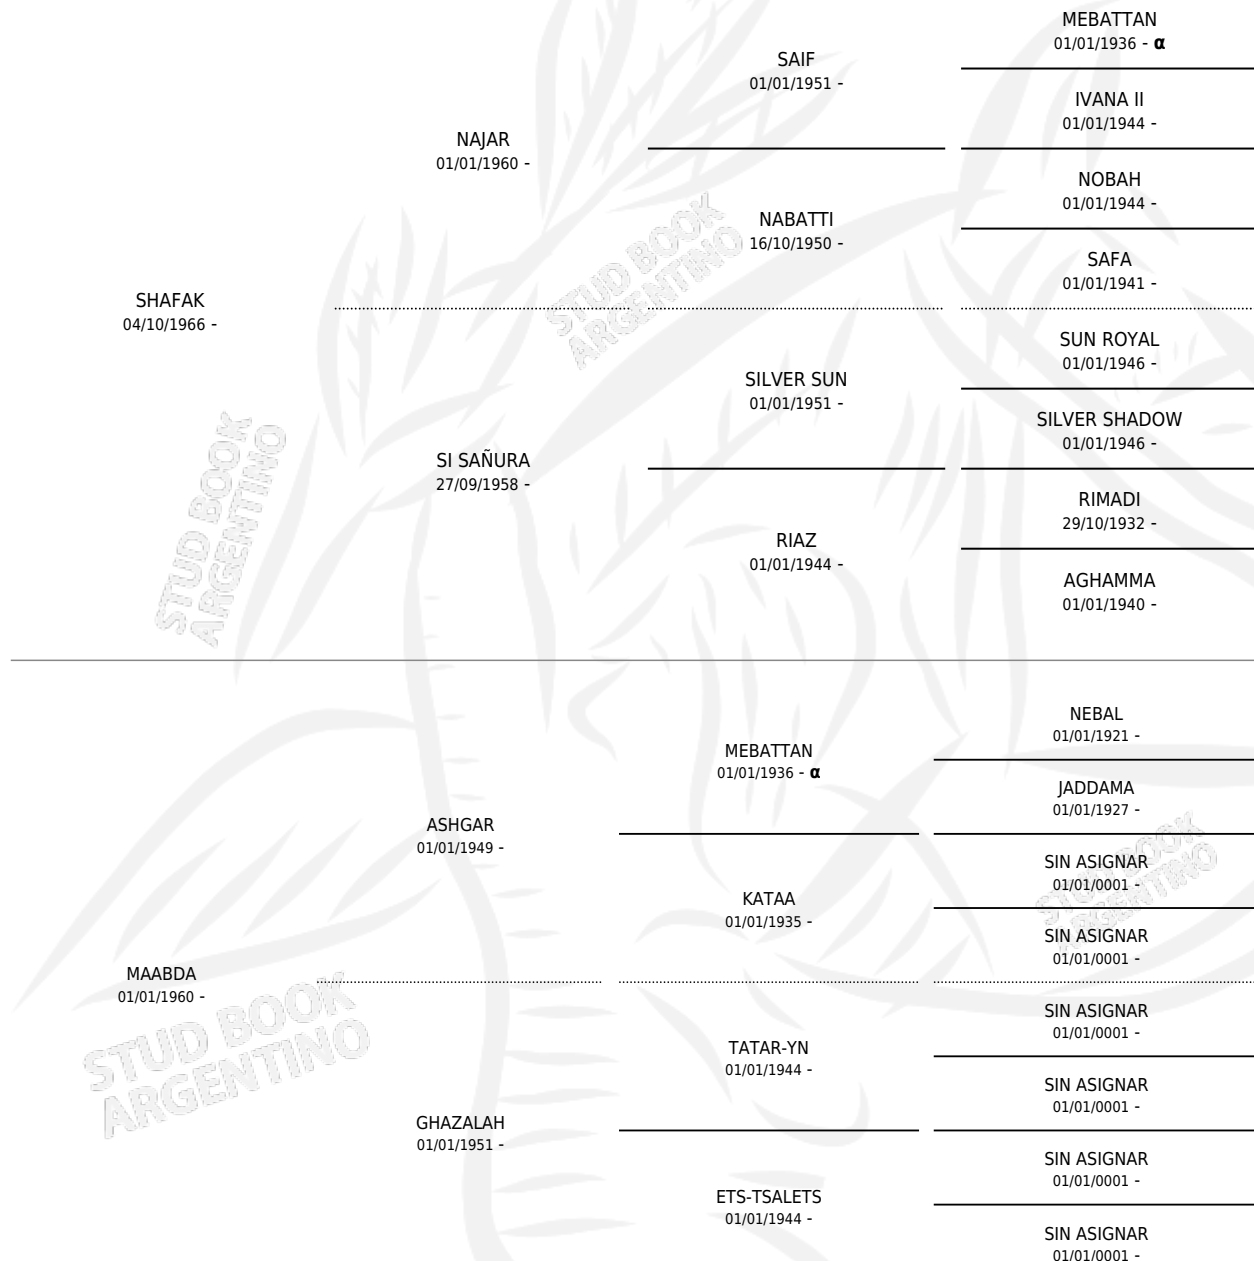 MEBATTAN
01/01/1936 - α
SAIF
01/01/1951 -
IVANA II
01/01/1944 -
NAJAR
01/01/1960 -
NOBAH
01/01/1944 -
NABATTI
16/10/1950 -
SAFA
01/01/1941 -
SHAFAK
04/10/1966 -
SUN ROYAL
01/01/1946 -
SILVER SUN
01/01/1951 -
SILVER SHADOW
01/01/1946 -
SI SAÑURA
27/09/1958 -
RIMADI
29/10/1932 -
RIAZ
01/01/1944 -
AGHAMMA
01/01/1940 -
NEBAL
01/01/1921 -
MEBATTAN
01/01/1936 - α
JADDAMA
01/01/1927 -
ASHGAR
01/01/1949 -
SIN ASIGNAR
01/01/0001 -
KATAA
01/01/1935 -
SIN ASIGNAR
01/01/0001 -
MAABDA
01/01/1960 -
SIN ASIGNAR
01/01/0001 -
TATAR-YN
01/01/1944 -
SIN ASIGNAR
01/01/0001 -
GHAZALAH
01/01/1951 -
SIN ASIGNAR
01/01/0001 -
ETS-TSALETS
01/01/1944 -
SIN ASIGNAR
01/01/0001 -
STUD BOOK
ARGENTINO
STUD BOOK
ARGENTINO
STUD BOOK
ARGENTINO
STUD BOOK
ARGENTINO